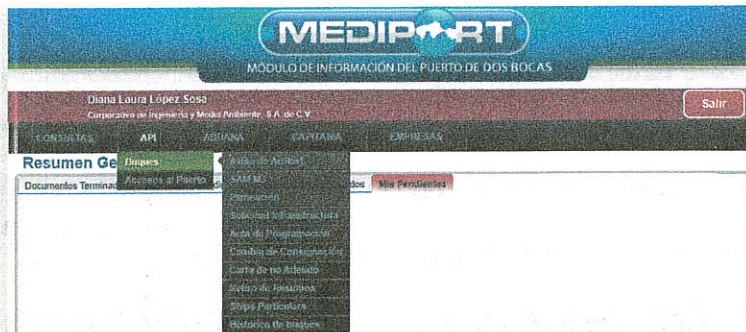 MEDIPORT
MÓDULO DE INFORMACIÓN DEL PUERTO DE DOS BOCAS
Diana Laura López Sosa
Corporativo de Ingeniería y Medio Ambiente, S.A. de C.V.
Salir
CONSULTAS API ADUANA CAPITANIA EMPRESAS
Resumen Ge
Buques
Accesos al Puerto
Documentos Terminad
dos
Mis Pendientes
Aviso de Arribo
SAM
Planeación
Solicitud Infraestructura
Acta de Programación
Cambio de Consignación
Carta de no Adeudo
Retiro de Residuos
Ships Particulars
Histórico de buques